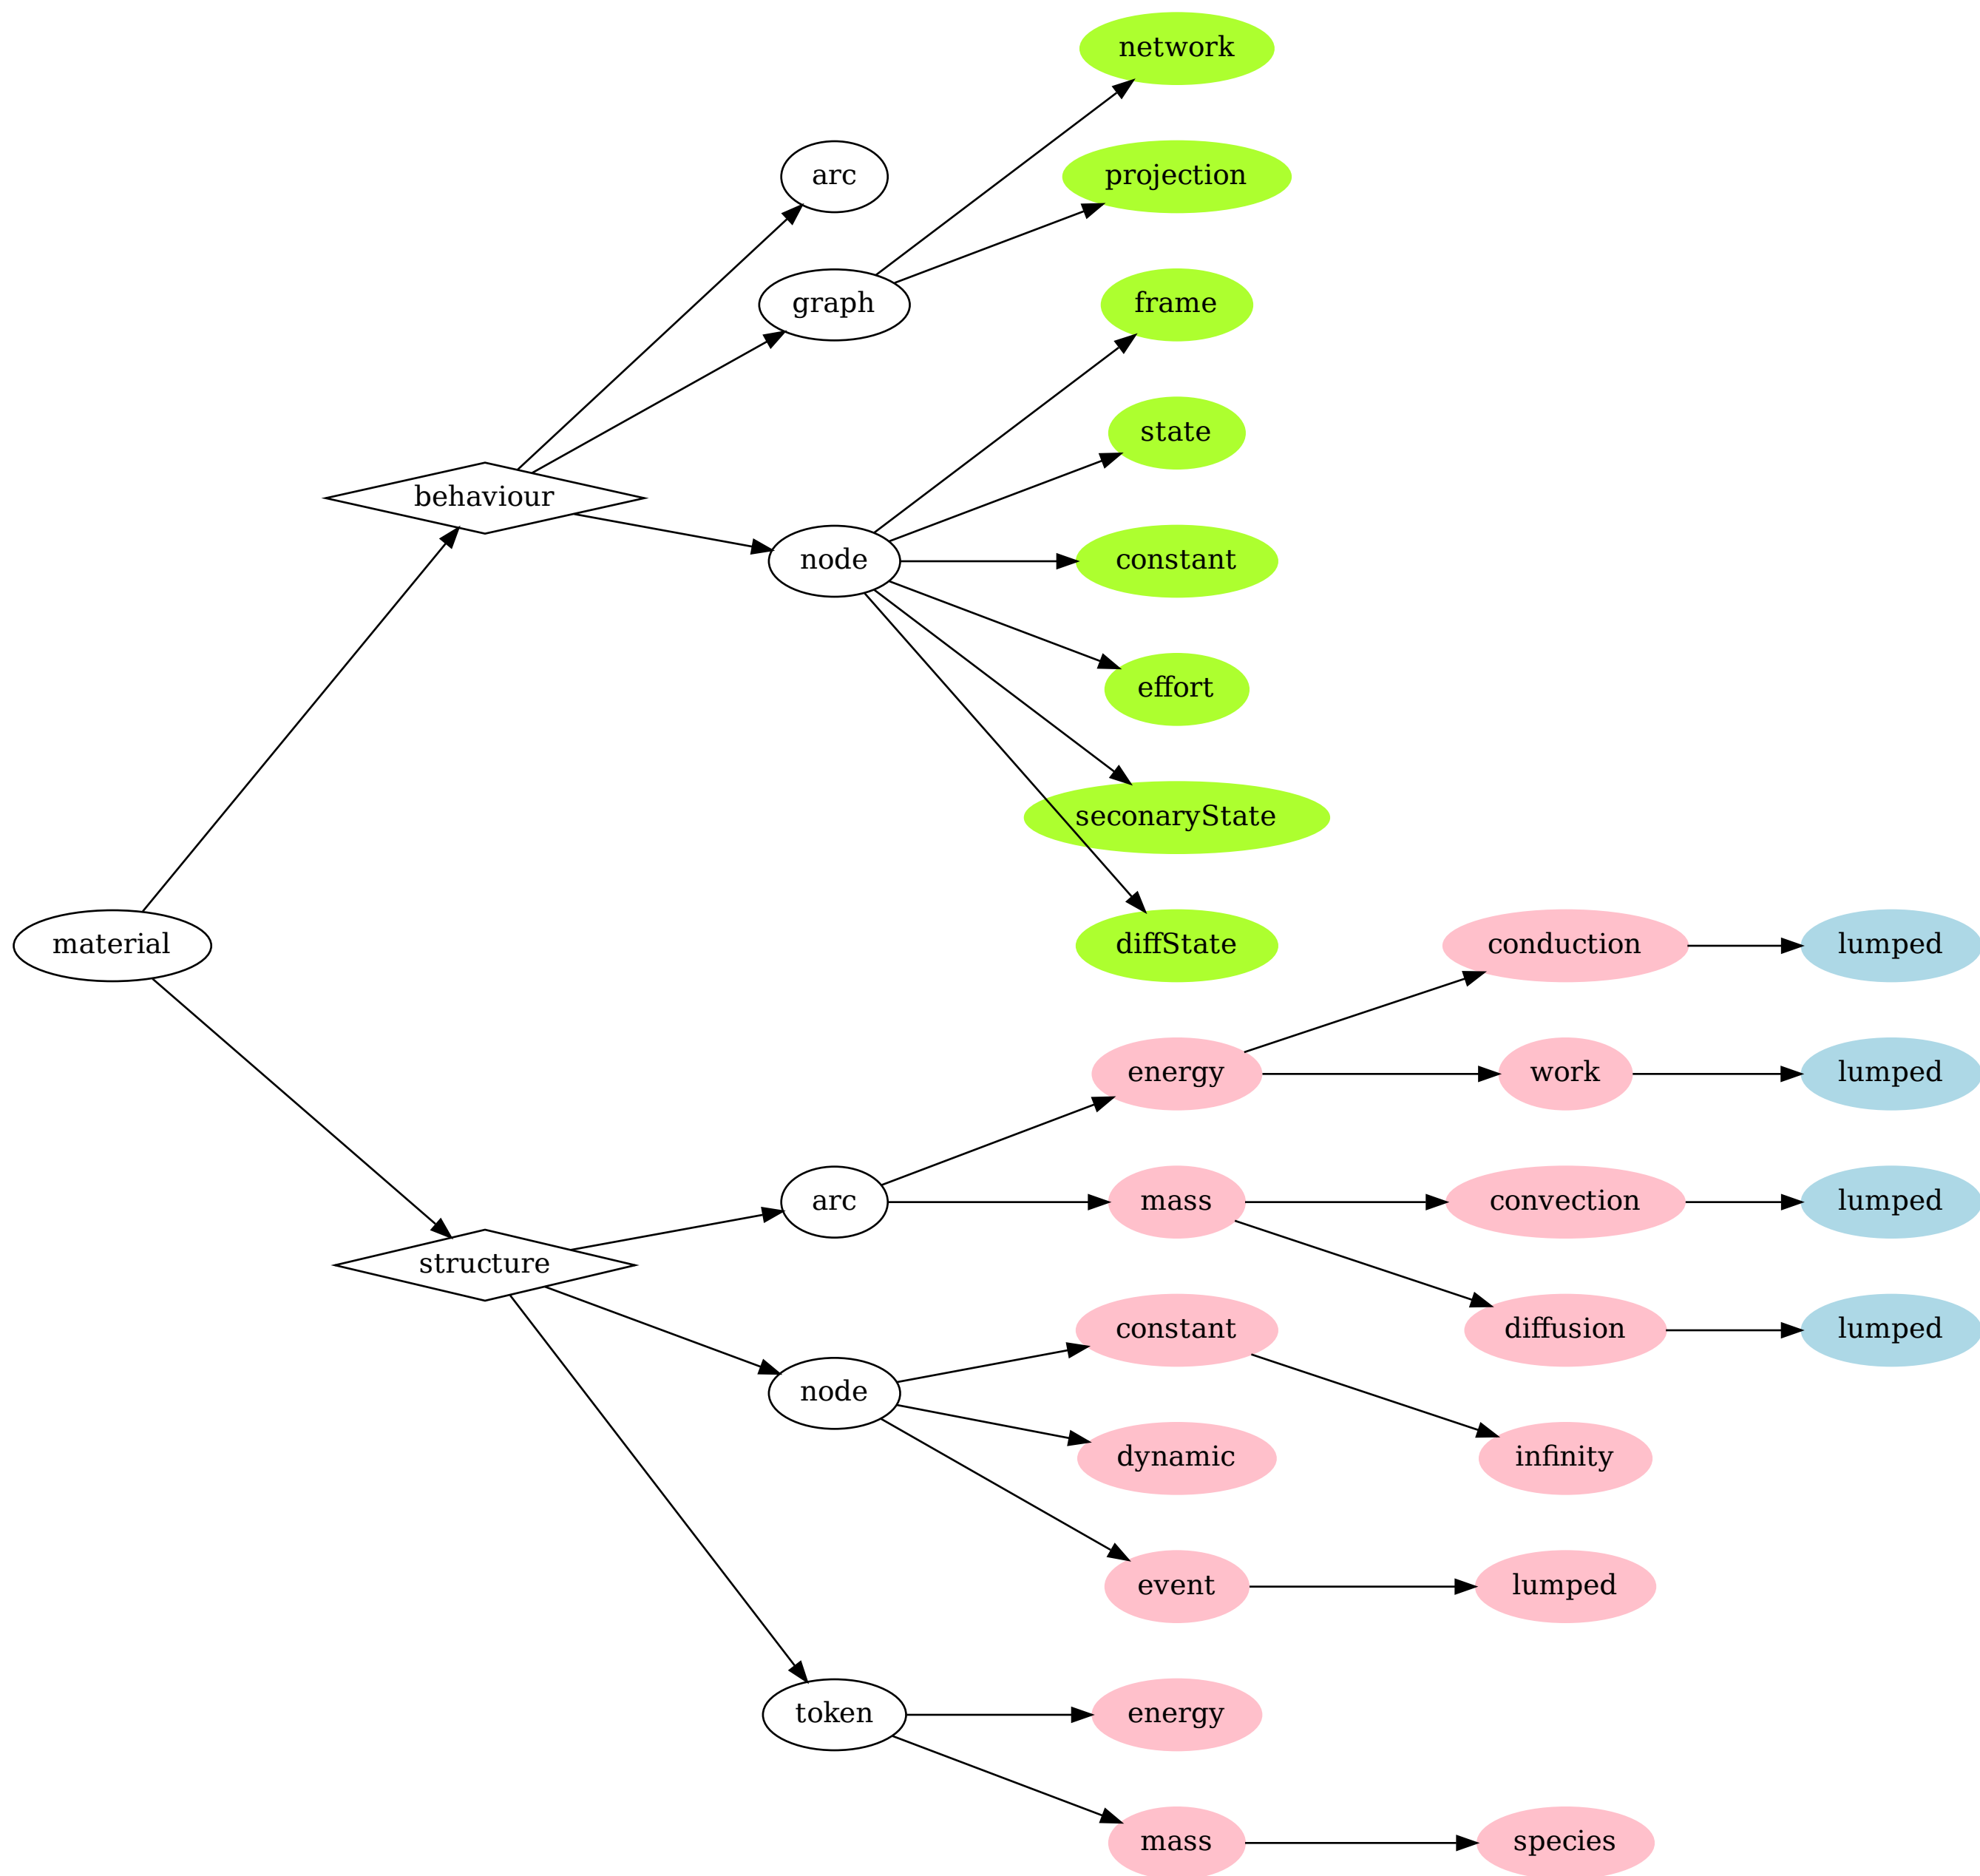 network
arc
projection
graph
frame
state
behaviour
node
constant
effort
seconaryState
material
diffState
conduction
lumped
energy
work
lumped
arc
mass
convection
lumped
structure
constant
diffusion
lumped
node
dynamic
infinity
event
lumped
token
energy
mass
species